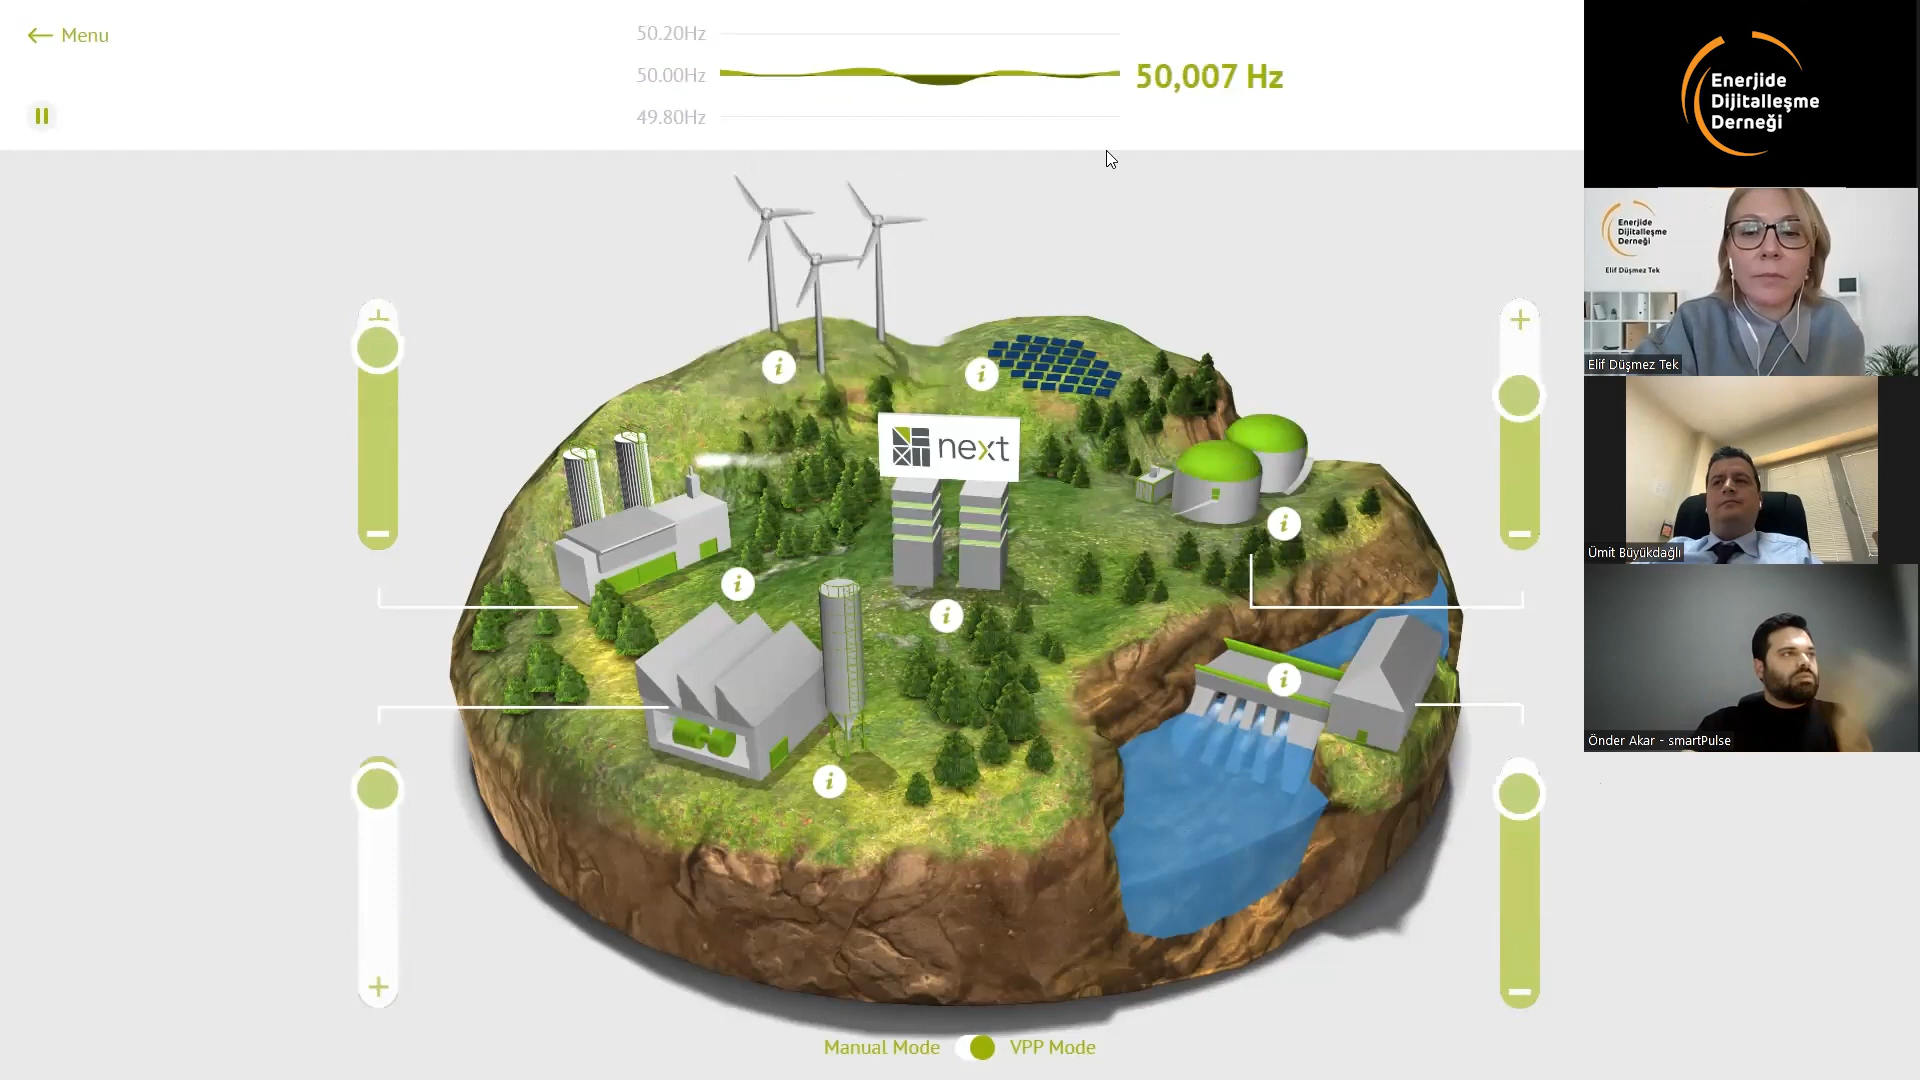 Menu
50.20Hz
50.00Hz
49.80Hz
50,007 Hz
Enerjide
Dijitalleşme
Derneği
Enerjide
Dijitalleşme
Derneği
Elif Düşmez Tek
Elif Düşmez Tek
next
Ümit Büyükdağlı
Önder Akar - smartPulse
Manual Mode
VPP Mode